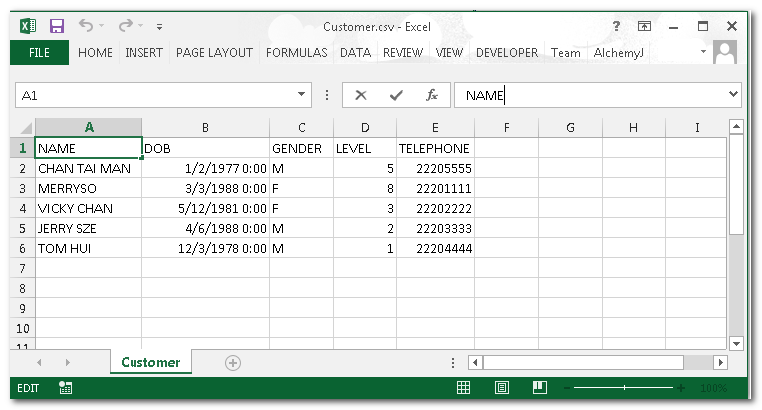 Customer.csv - Excel
?
FILE HOME INSERT PAGE LAYOUT FORMULAS DATA REVIEW VIEW DEVELOPER Team AlchemyJ
A1 fx NAME
A B C D E F G H I
1 NAME DOB GENDER LEVEL TELEPHONE
2 CHAN TAI MAN 1/2/1977 0:00 M 5 22205555
3 MERRYSO 3/3/1988 0:00 F 8 22201111
4 VICKY CHAN 5/12/1981 0:00 F 3 22202222
5 JERRY SZE 4/6/1988 0:00 M 2 22203333
6 TOM HUI 12/3/1978 0:00 M 1 22204444
7
8
9
10
11
Customer
EDIT 100%